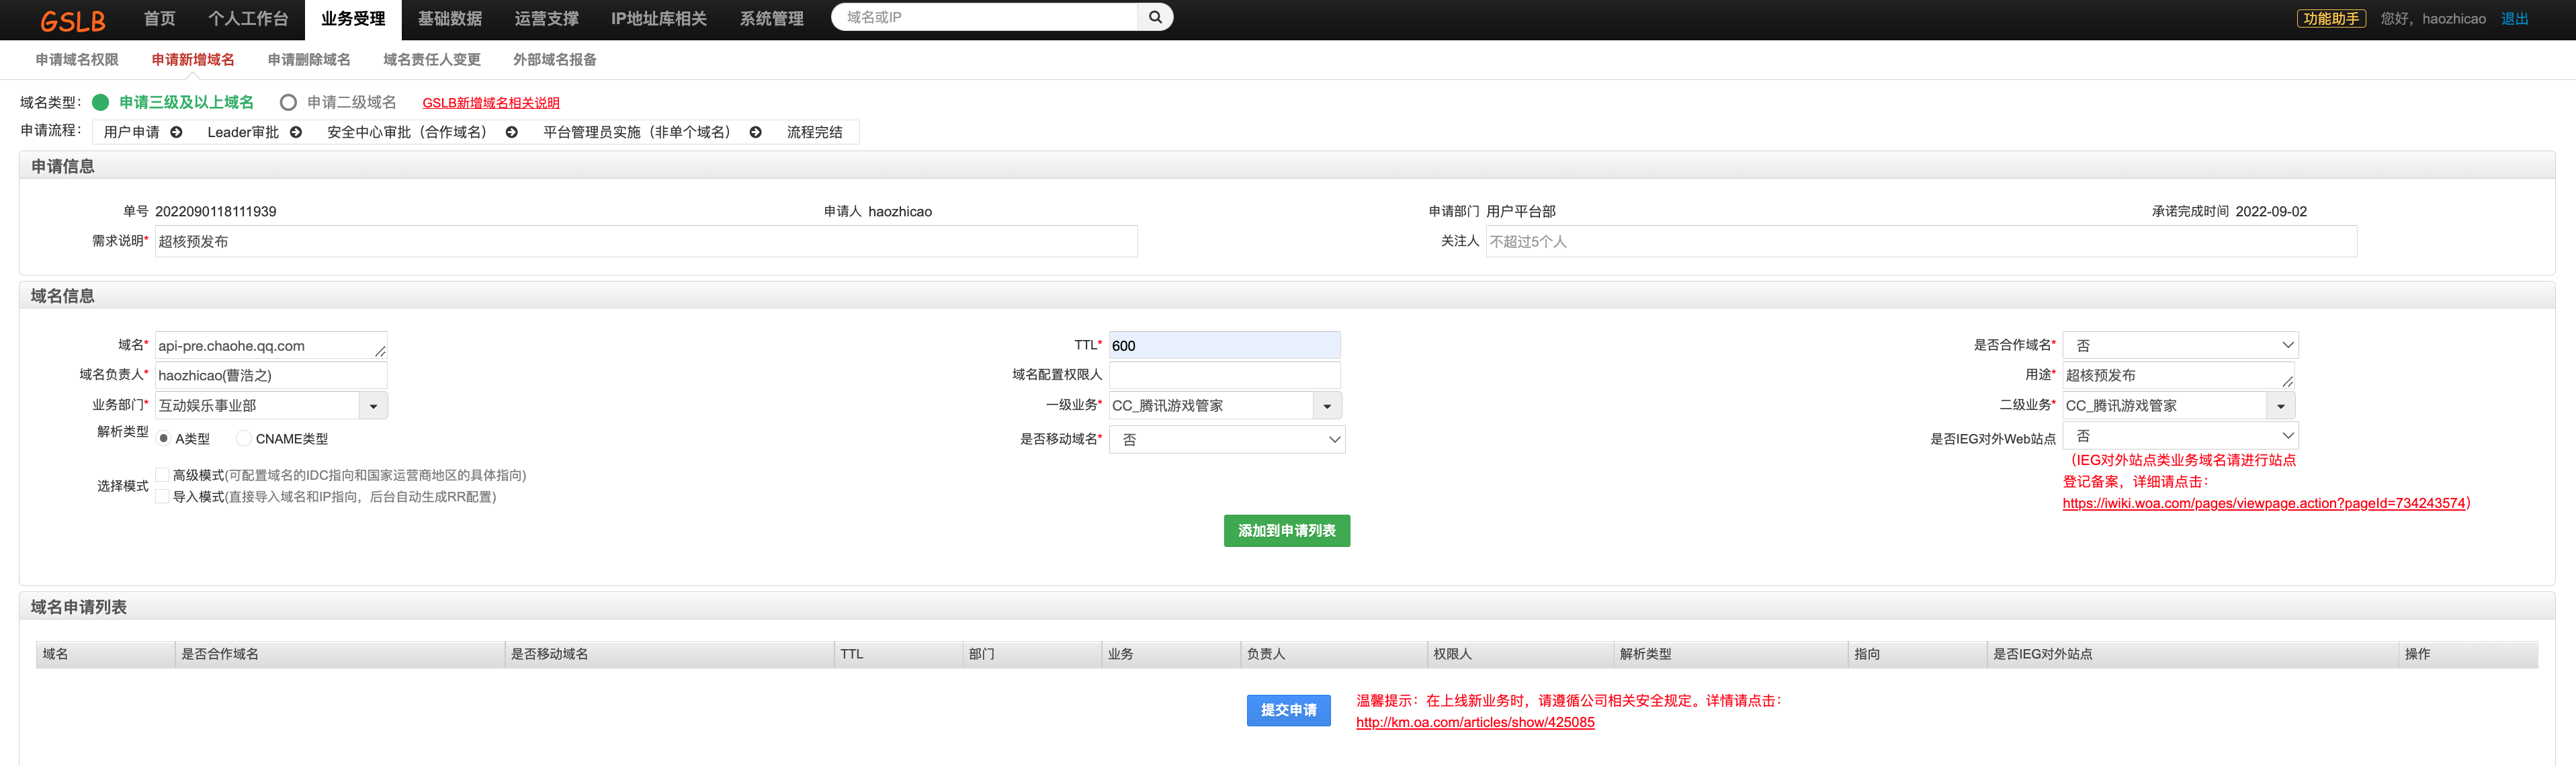 GSLB 首页 个人工作台 业务受理 基础数据 运营支撑 IP地址库相关 系统管理 域名或IP 功能助手 您好，haozhicao 退出
申请域名权限 申请新增域名 申请删除域名 域名责任人变更 外部域名报备
域名类型： 申请三级及以上域名 申请二级域名 GSLB新增域名相关说明
申请流程： 用户申请 Leader审批 安全中心审批（合作域名） 平台管理员实施（非单个域名） 流程完结
申请信息
单号 2022090118111939 申请人 haozhicao 申请部门 用户平台部 承诺完成时间 2022-09-02
需求说明* 超核预发布 关注人 不超过5个人
域名信息
域名* api-pre.chaohe.qq.com TTL* 600 是否合作域名* 否
域名负责人* haozhicao(曹浩之) 域名配置权限人 用途* 超核预发布
业务部门* 互动娱乐事业部 一级业务* CC_腾讯游戏管家 二级业务* CC_腾讯游戏管家
解析类型 A类型 CNAME类型 是否移动域名* 否 是否IEG对外Web站点 否
（IEG对外站点类业务域名请进行站点
登记备案，详细请点击：
https://iwiki.woa.com/pages/viewpage.action?pageId=734243574）
选择模式 高级模式(可配置域名的IDC指向和国家运营商地区的具体指向)
导入模式(直接导入域名和IP指向，后台自动生成RR配置)
添加到申请列表
域名申请列表
域名 是否合作域名 是否移动域名 TTL 部门 业务 负责人 权限人 解析类型 指向 是否IEG对外站点 操作
提交申请 温馨提示：在上线新业务时，请遵循公司相关安全规定。详情请点击：
http://km.oa.com/articles/show/425085